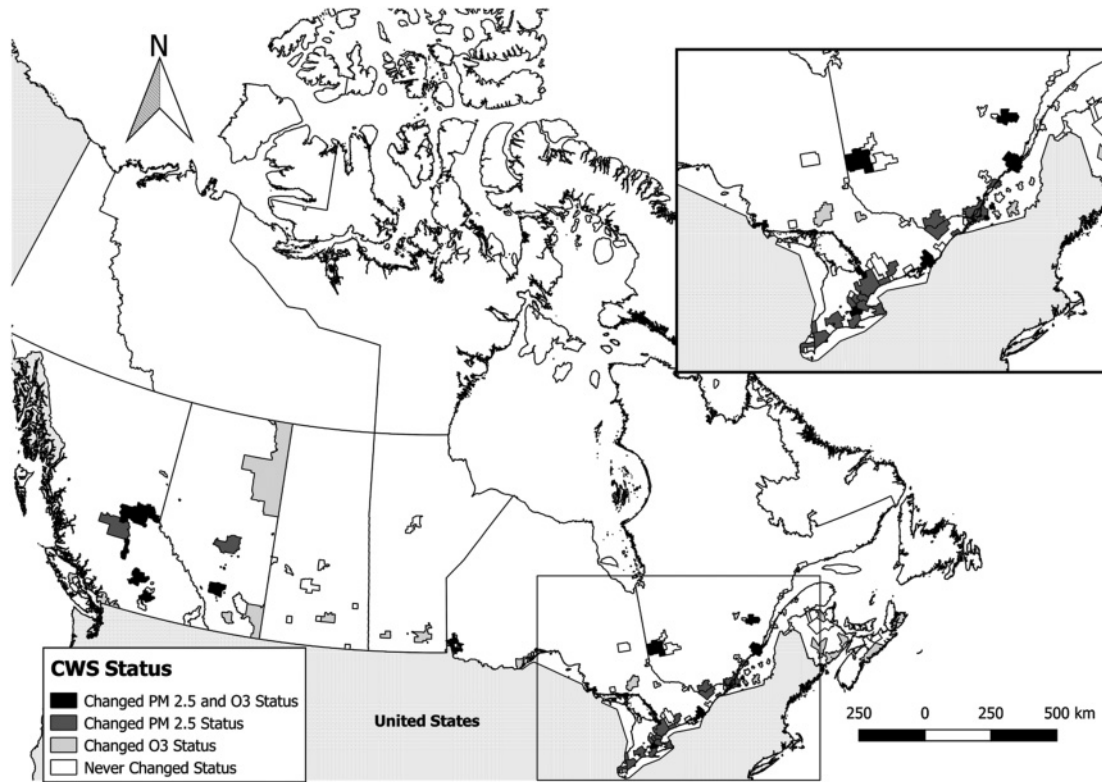 N
CWS Status
Changed PM 2.5 and O3 Status
Changed PM 2.5 Status
Changed O3 Status
Never Changed Status
United States
250 0 250 500 km